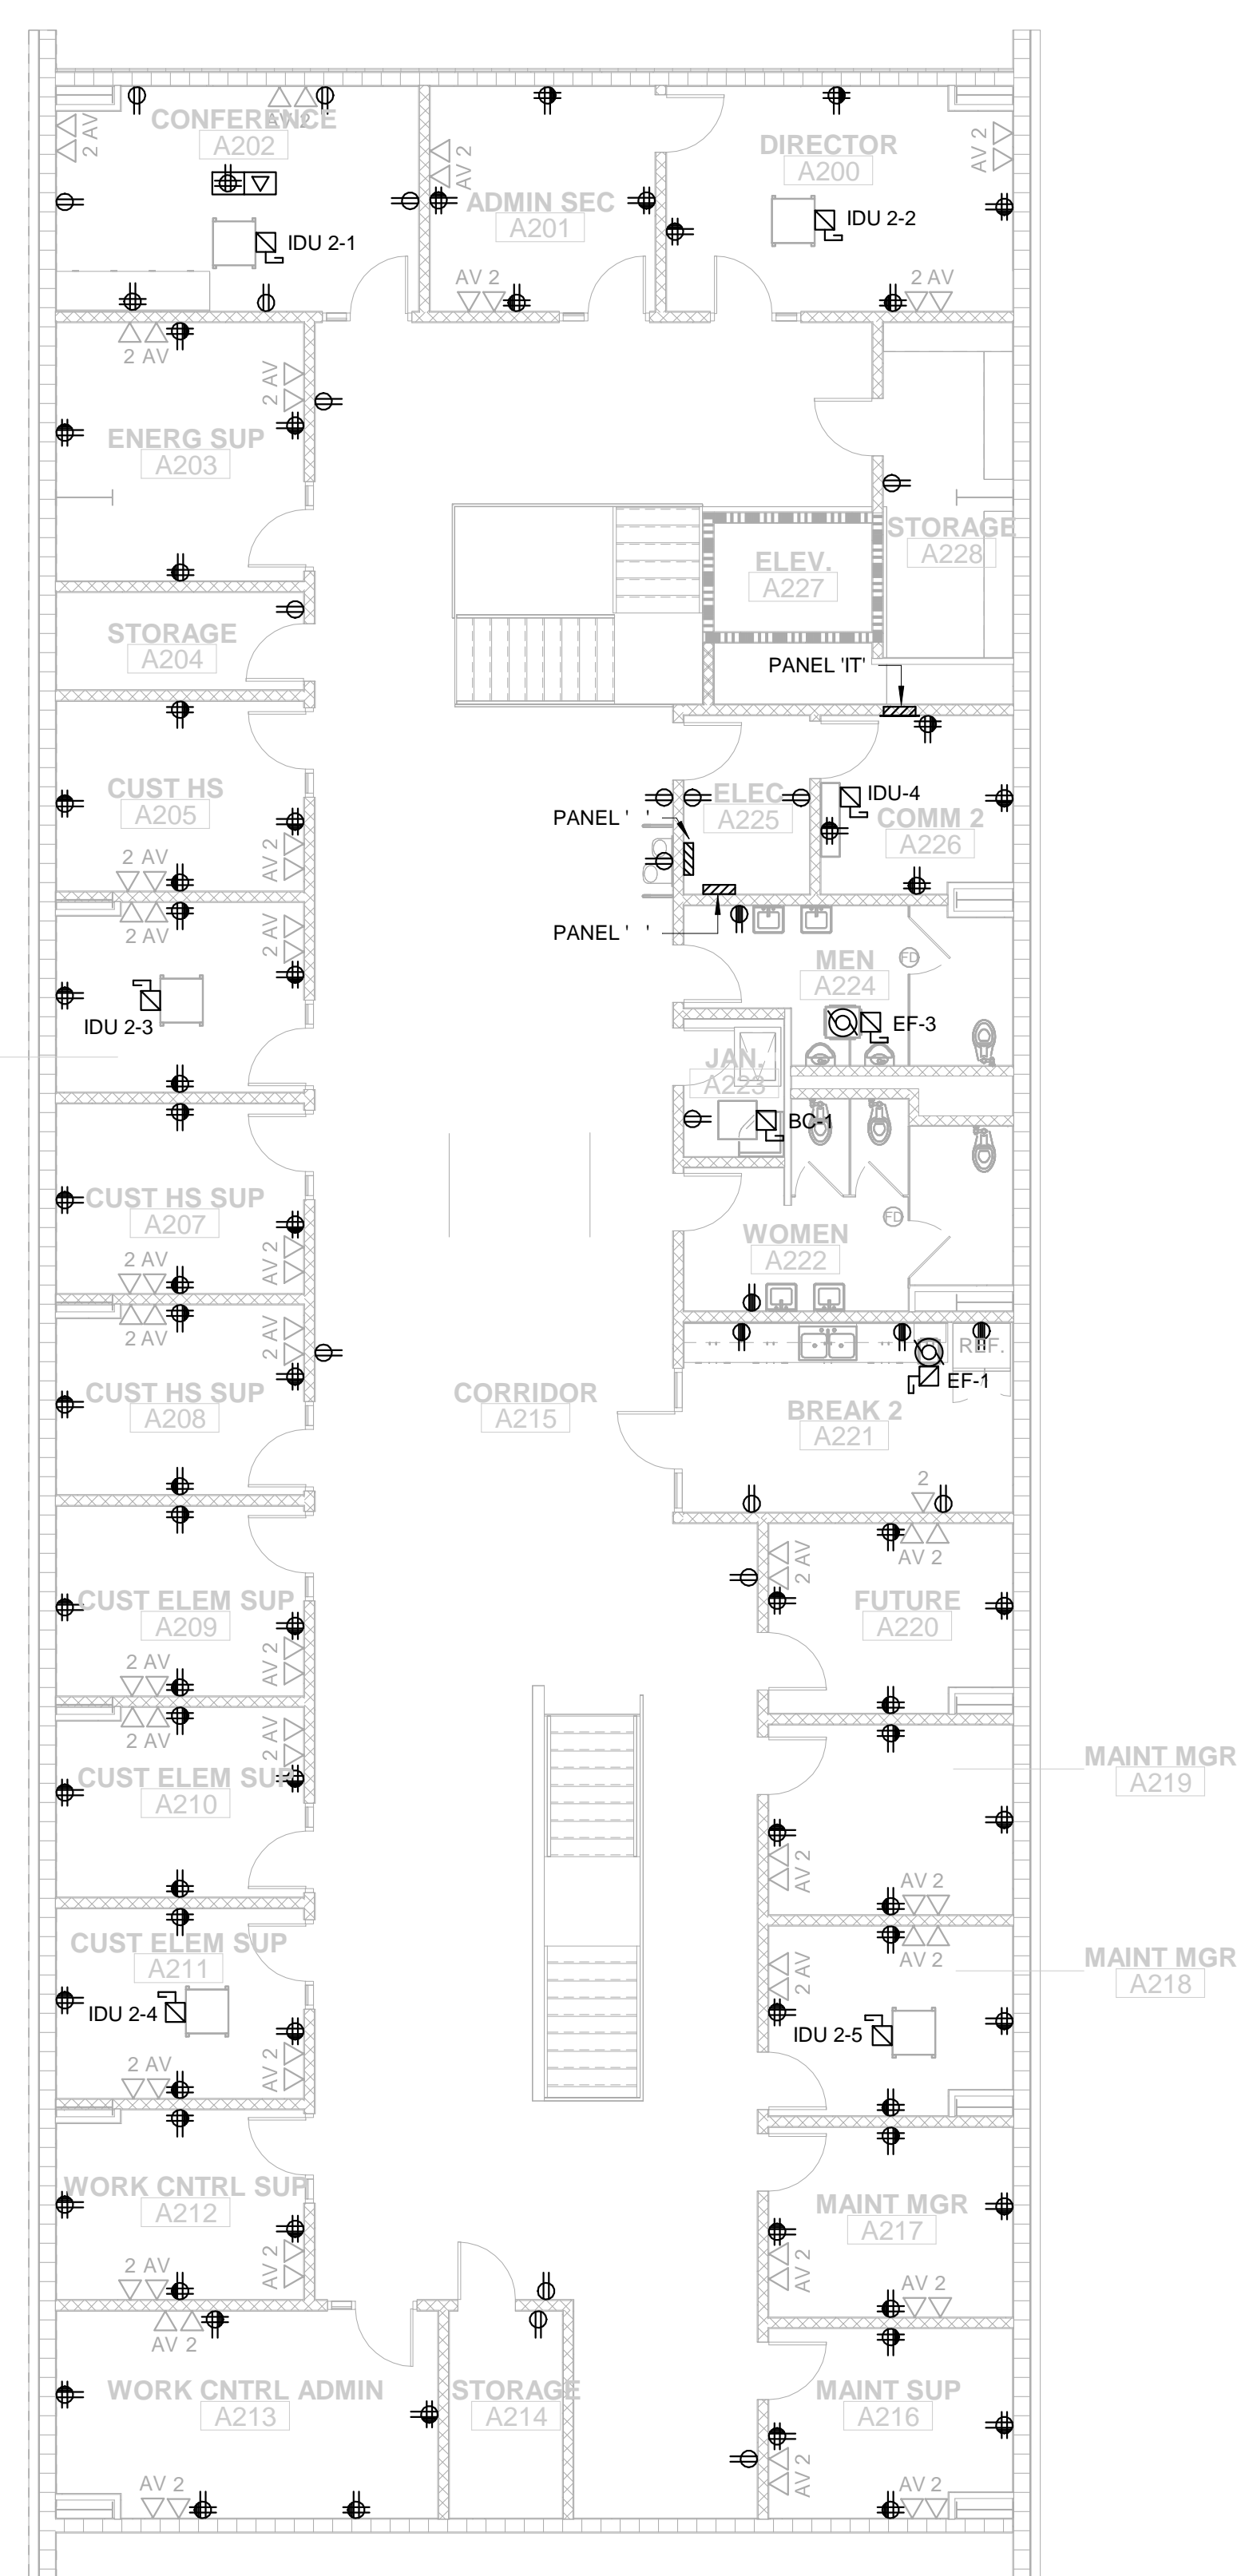 CONFERENCE
A202
AV 2
2 AV
IDU 2-1
AV 2
ADMIN SEC
A201
AV 2
DIRECTOR
A200
AV 2
IDU 2-2
2 AV
2 AV
2 AV
ENERG SUP
A203
STORAGE
A228
ELEV.
A227
STORAGE
A204
PANEL 'IT'
CUST HS
A205
2 AV
AV 2
PANEL ' '
ELEC
A225
IDU-4
COMM 2
A226
PANEL ' '
2 AV
2 AV
IDU 2-3
MEN
A224
FD
EF-3
JAN.
A223
BC-1
CUST HS SUP
A207
2 AV
AV 2
WOMEN
A222
FD
2 AV
2 AV
CUST HS SUP
A208
CORRIDOR
A215
REF.
EF-1
BREAK 2
A221
2
CUST ELEM SUP
A209
2 AV
AV 2
2 AV
AV 2
FUTURE
A220
2 AV
2 AV
CUST ELEM SUP
A210
MAINT MGR
A219
AV 2
AV 2
CUST ELEM SUP
A211
IDU 2-4
2 AV
AV 2
AV 2
2 AV
MAINT MGR
A218
IDU 2-5
WORK CNTRL SUP
A212
2 AV
AV 2
MAINT MGR
A217
AV 2
AV 2
AV 2
WORK CNTRL ADMIN
A213
AV 2
STORAGE
A214
MAINT SUP
A216
AV 2
AV 2